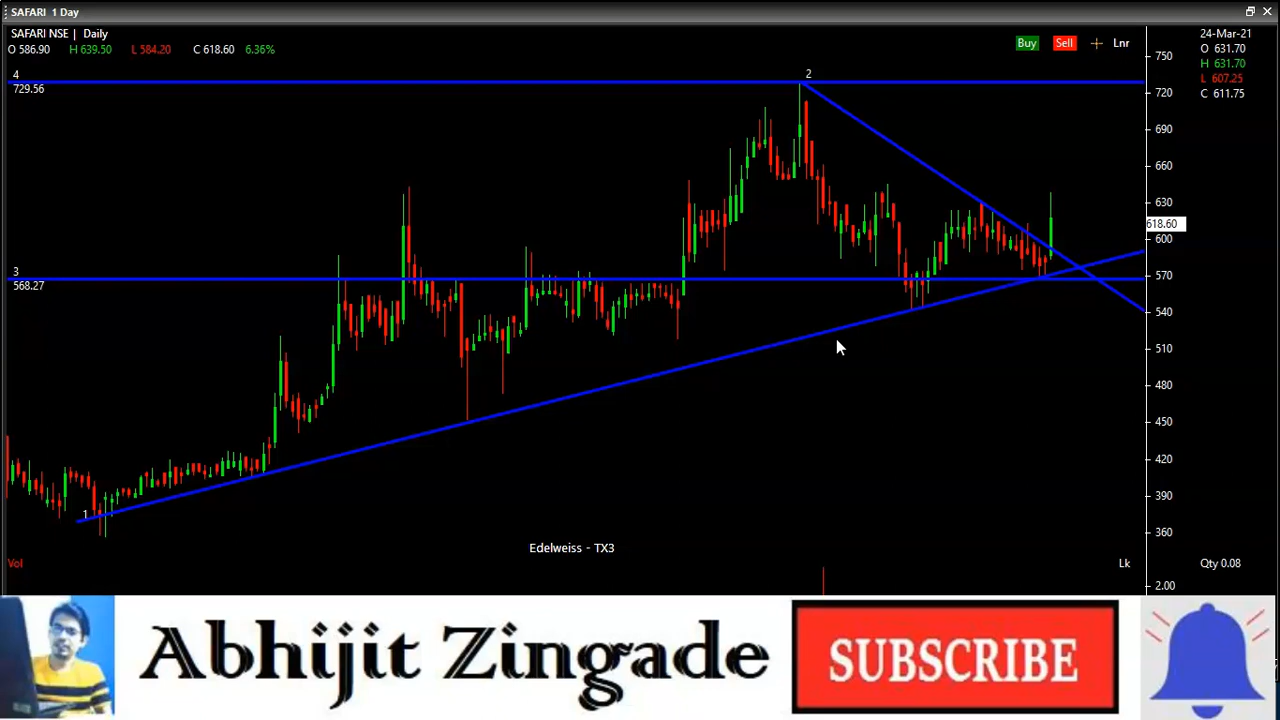 SAFARI 1 Day
SAFARI NSE | Daily
O 586.90 H 639.50 L 584.20 C 618.60 6.36%
Buy Sell Lnr
24-Mar-21
O 631.70
H 631.70
L 607.25
C 611.75
4
729.56
2
3
568.27
1
750
720
690
660
630
618.60
600
570
540
510
480
450
420
390
360
Edelweiss - TX3
Vol
Lk
Qty 0.08
2.00
Abhijit Zingade
SUBSCRIBE